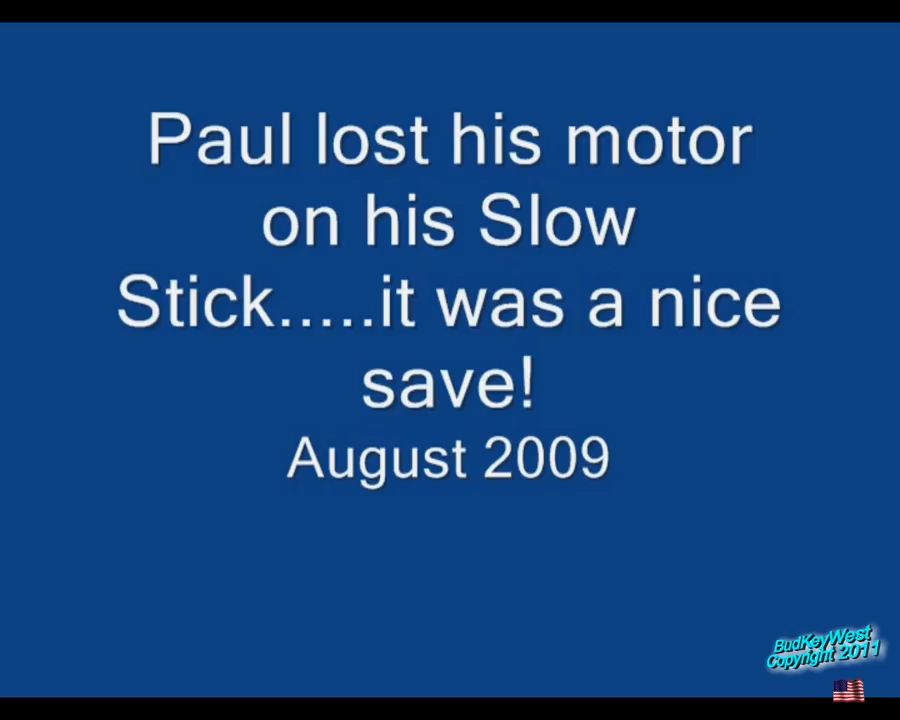 Paul lost his motor
on his Slow
Stick.....it was a nice
save!
August 2009
BudKeyWest
Copyright 2011